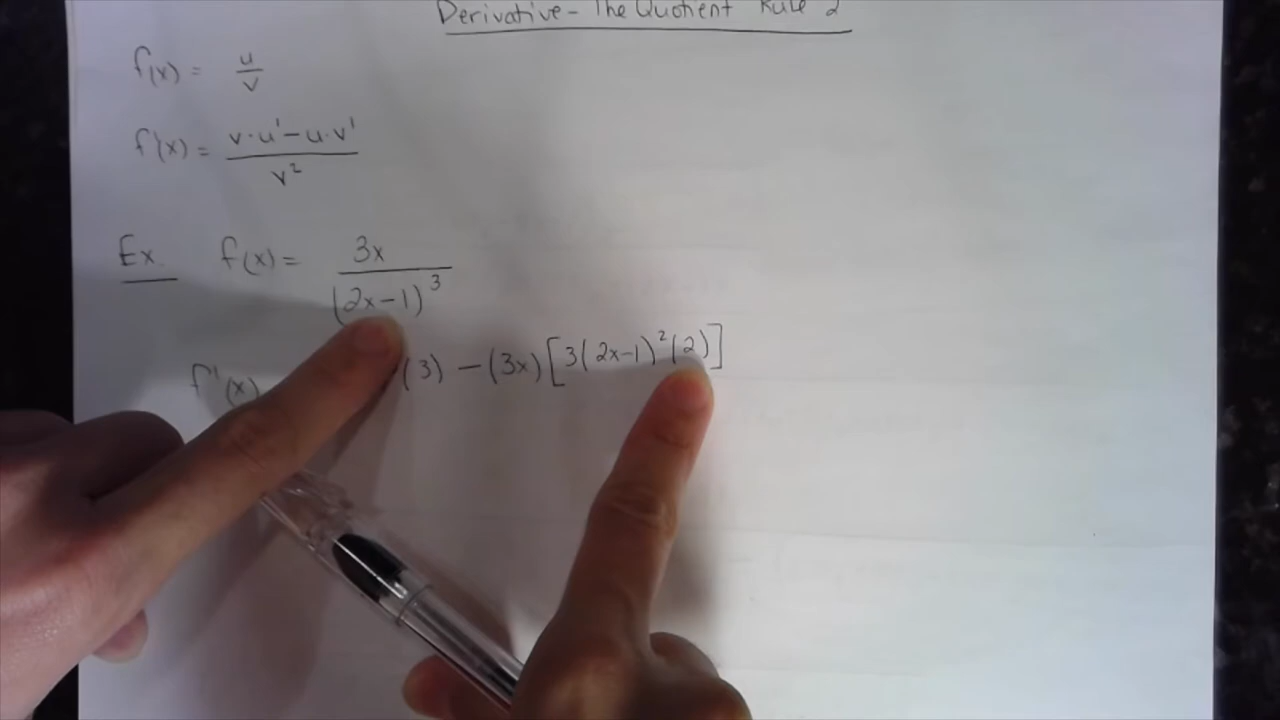 Derivative - The Quotient Rule 2
f(x) = u/v
f'(x) = v·u' - u·v' / v²
Ex. f(x) = 3x / (2x-1)³
f'(x) (3) - (3x)[3(2x-1)²(2)]